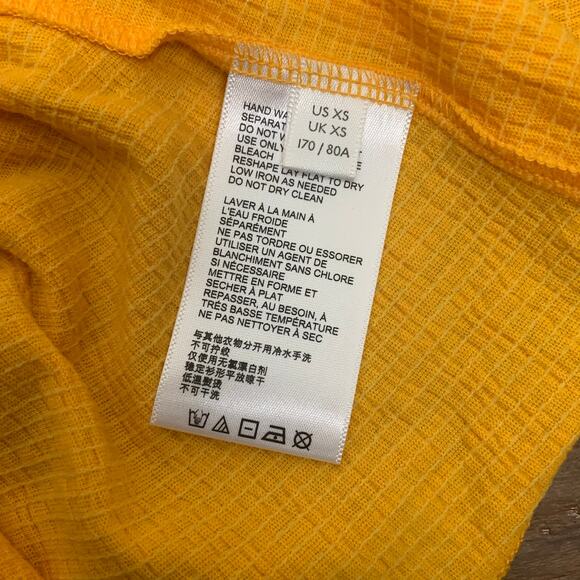 US XS
UK XS
170 / 80A
HAND WA
SEPARAT
DO NOT W
USE ONLY
BLEACH
RESHAPE LAY FLAT TO DRY
LOW IRON AS NEEDED
DO NOT DRY CLEAN
LAVER À LA MAIN À
L'EAU FROIDE
SÉPARÉMENT
NE PAS TORDRE OU ESSORER
UTILISER UN AGENT DE
BLANCHIMENT SANS CHLORE
SI NÉCESSAIRE
METTRE EN FORME ET
SECHER À PLAT
REPASSER, AU BESOIN, À
TRÉS BASSE TEMPÉRATURE
NE PAS NETTOYER À SEC
与其他衣物分开用冷水手洗
不可拧绞
仅使用无氯漂白剂
稳定衫形平放晾干
低温熨烫
不可干洗